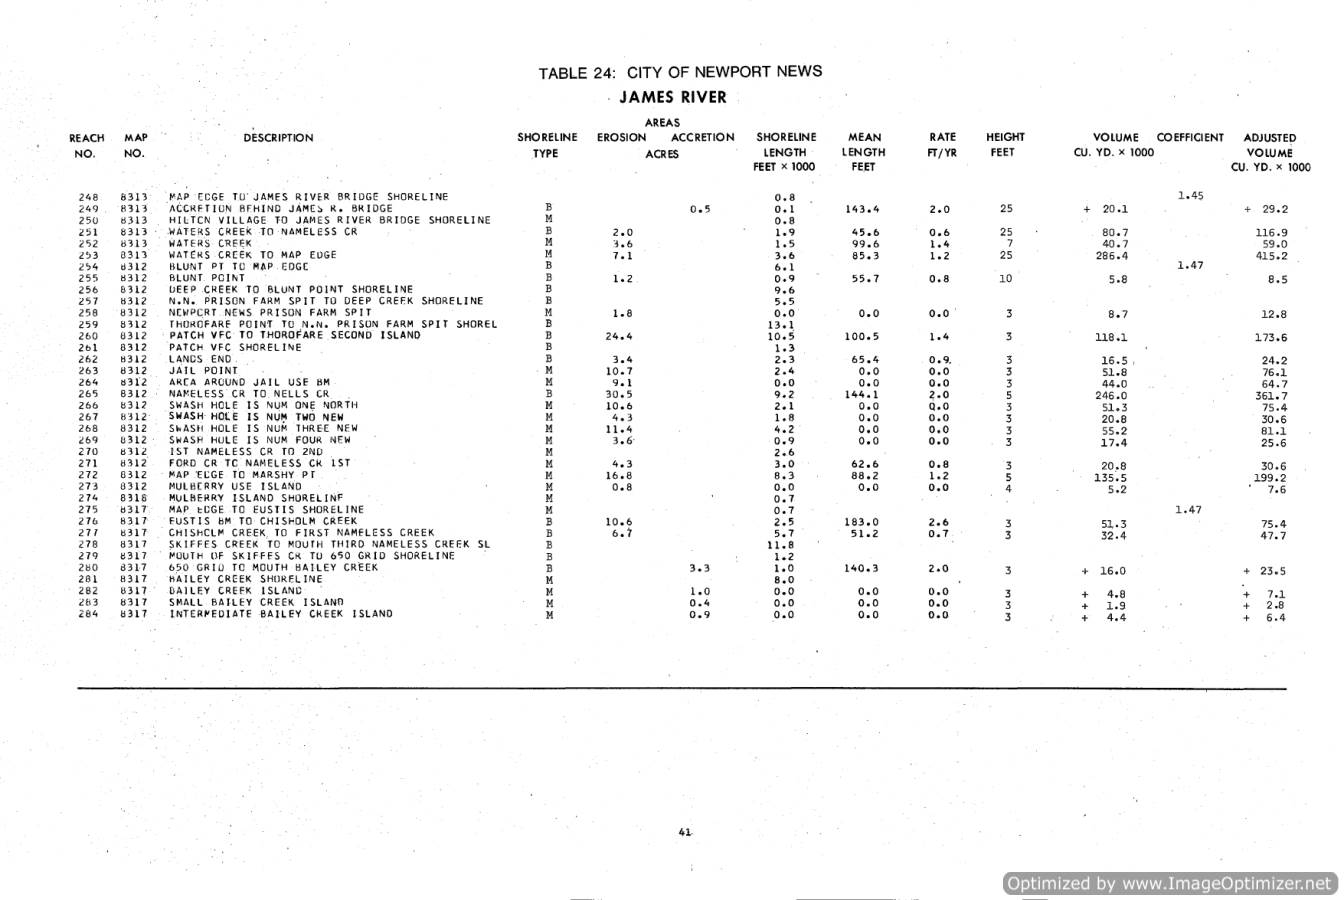 TABLE 24: CITY OF NEWPORT NEWS
JAMES RIVER
AREAS
REACH MAP DESCRIPTION SHORELINE EROSION ACCRETION SHORELINE MEAN RATE HEIGHT VOLUME COEFFICIENT ADJUSTED
NO. NO. TYPE ACRES LENGTH LENGTH FT/YR FEET CU. YD. × 1000 VOLUME
FEET × 1000 FEET CU. YD. × 1000
248 8313 MAP EDGE TO JAMES RIVER BRIDGE SHORELINE 0.8 1.45
249 8313 ACCRETION BEHIND JAMES R. BRIDGE B 0.5 0.1 143.4 2.0 25 + 20.1 + 29.2
250 8313 HILTON VILLAGE TO JAMES RIVER BRIDGE SHORELINE M 0.8
251 8313 WATERS CREEK TO NAMELESS CR B 2.0 1.9 45.6 0.6 25 80.7 116.9
252 8313 WATERS CREEK M 3.6 1.5 99.6 1.4 7 40.7 59.0
253 8313 WATERS CREEK TO MAP EDGE M 7.1 3.6 85.3 1.2 25 286.4 415.2
254 8312 BLUNT PT TO MAP EDGE B 6.1 1.47
255 8312 BLUNT POINT B 1.2 0.9 55.7 0.8 10 5.8 8.5
256 8312 DEEP CREEK TO BLUNT POINT SHORELINE B 9.6
257 8312 N.N. PRISON FARM SPIT TO DEEP CREEK SHORELINE B 5.5
258 8312 NEWPORT NEWS PRISON FARM SPIT M 1.8 0.0 0.0 0.0 3 8.7 12.8
259 8312 THOROFARE POINT TO N.N. PRISON FARM SPIT SHOREL B 13.1
260 8312 PATCH VFC TO THOROFARE SECOND ISLAND B 24.4 10.5 100.5 1.4 3 118.1 173.6
261 8312 PATCH VFC SHORELINE B 1.3
262 8312 LANDS END B 3.4 2.3 65.4 0.9 3 16.5 24.2
263 8312 JAIL POINT M 10.7 2.4 0.0 0.0 3 51.8 76.1
264 8312 AREA AROUND JAIL USE BM M 9.1 0.0 0.0 0.0 3 44.0 64.7
265 8312 NAMELESS CR TO NELLS CR B 30.5 9.2 144.1 2.0 5 246.0 361.7
266 8312 SWASH HOLE IS NUM ONE NORTH M 10.6 2.1 0.0 0.0 3 51.3 75.4
267 8312 SWASH HOLE IS NUM TWO NEW M 4.3 1.8 0.0 0.0 3 20.8 30.6
268 8312 SWASH HOLE IS NUM THREE NEW M 11.4 4.2 0.0 0.0 3 55.2 81.1
269 8312 SWASH HOLE IS NUM FOUR NEW M 3.6 0.9 0.0 0.0 3 17.4 25.6
270 8312 1ST NAMELESS CR TO 2ND M 2.6
271 8312 FORD CR TO NAMELESS CR 1ST M 4.3 3.0 62.6 0.8 3 20.8 30.6
272 8312 MAP EDGE TO MARSHY PT M 16.8 8.3 88.2 1.2 5 135.5 199.2
273 8312 MULBERRY USE ISLAND M 0.8 0.0 0.0 0.0 4 5.2 7.6
274 8318 MULBERRY ISLAND SHORELINE M 0.7
275 8317 MAP EDGE TO EUSTIS SHORELINE M 0.7 1.47
276 8317 EUSTIS BM TO CHISHOLM CREEK B 10.6 2.5 183.0 2.6 3 51.3 75.4
277 8317 CHISHOLM CREEK TO FIRST NAMELESS CREEK B 6.7 5.7 51.2 0.7 3 32.4 47.7
278 8317 SKIFFES CREEK TO MOUTH THIRD NAMELESS CREEK SL B 11.8
279 8317 MOUTH OF SKIFFES CR TO 650 GRID SHORELINE B 1.2
280 8317 650 GRID TO MOUTH BAILEY CREEK B 3.3 1.0 140.3 2.0 3 + 16.0 + 23.5
281 8317 BAILEY CREEK SHORELINE M 8.0
282 8317 BAILEY CREEK ISLAND M 1.0 0.0 0.0 0.0 3 + 4.8 + 7.1
283 8317 SMALL BAILEY CREEK ISLAND M 0.4 0.0 0.0 0.0 3 + 1.9 + 2.8
284 8317 INTERMEDIATE BAILEY CREEK ISLAND M 0.9 0.0 0.0 0.0 3 + 4.4 + 6.4
41
Optimized by www.ImageOptimizer.net